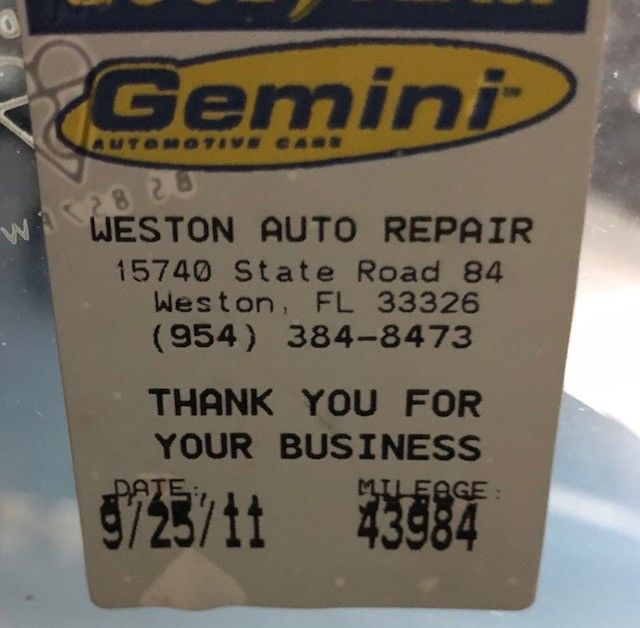 Gemini™
AUTOMOTIVE CARE
WESTON AUTO REPAIR
15740 State Road 84
Weston, FL 33326
(954) 384-8473
THANK YOU FOR
YOUR BUSINESS
DATE: MILEAGE:
9/25/11 43984